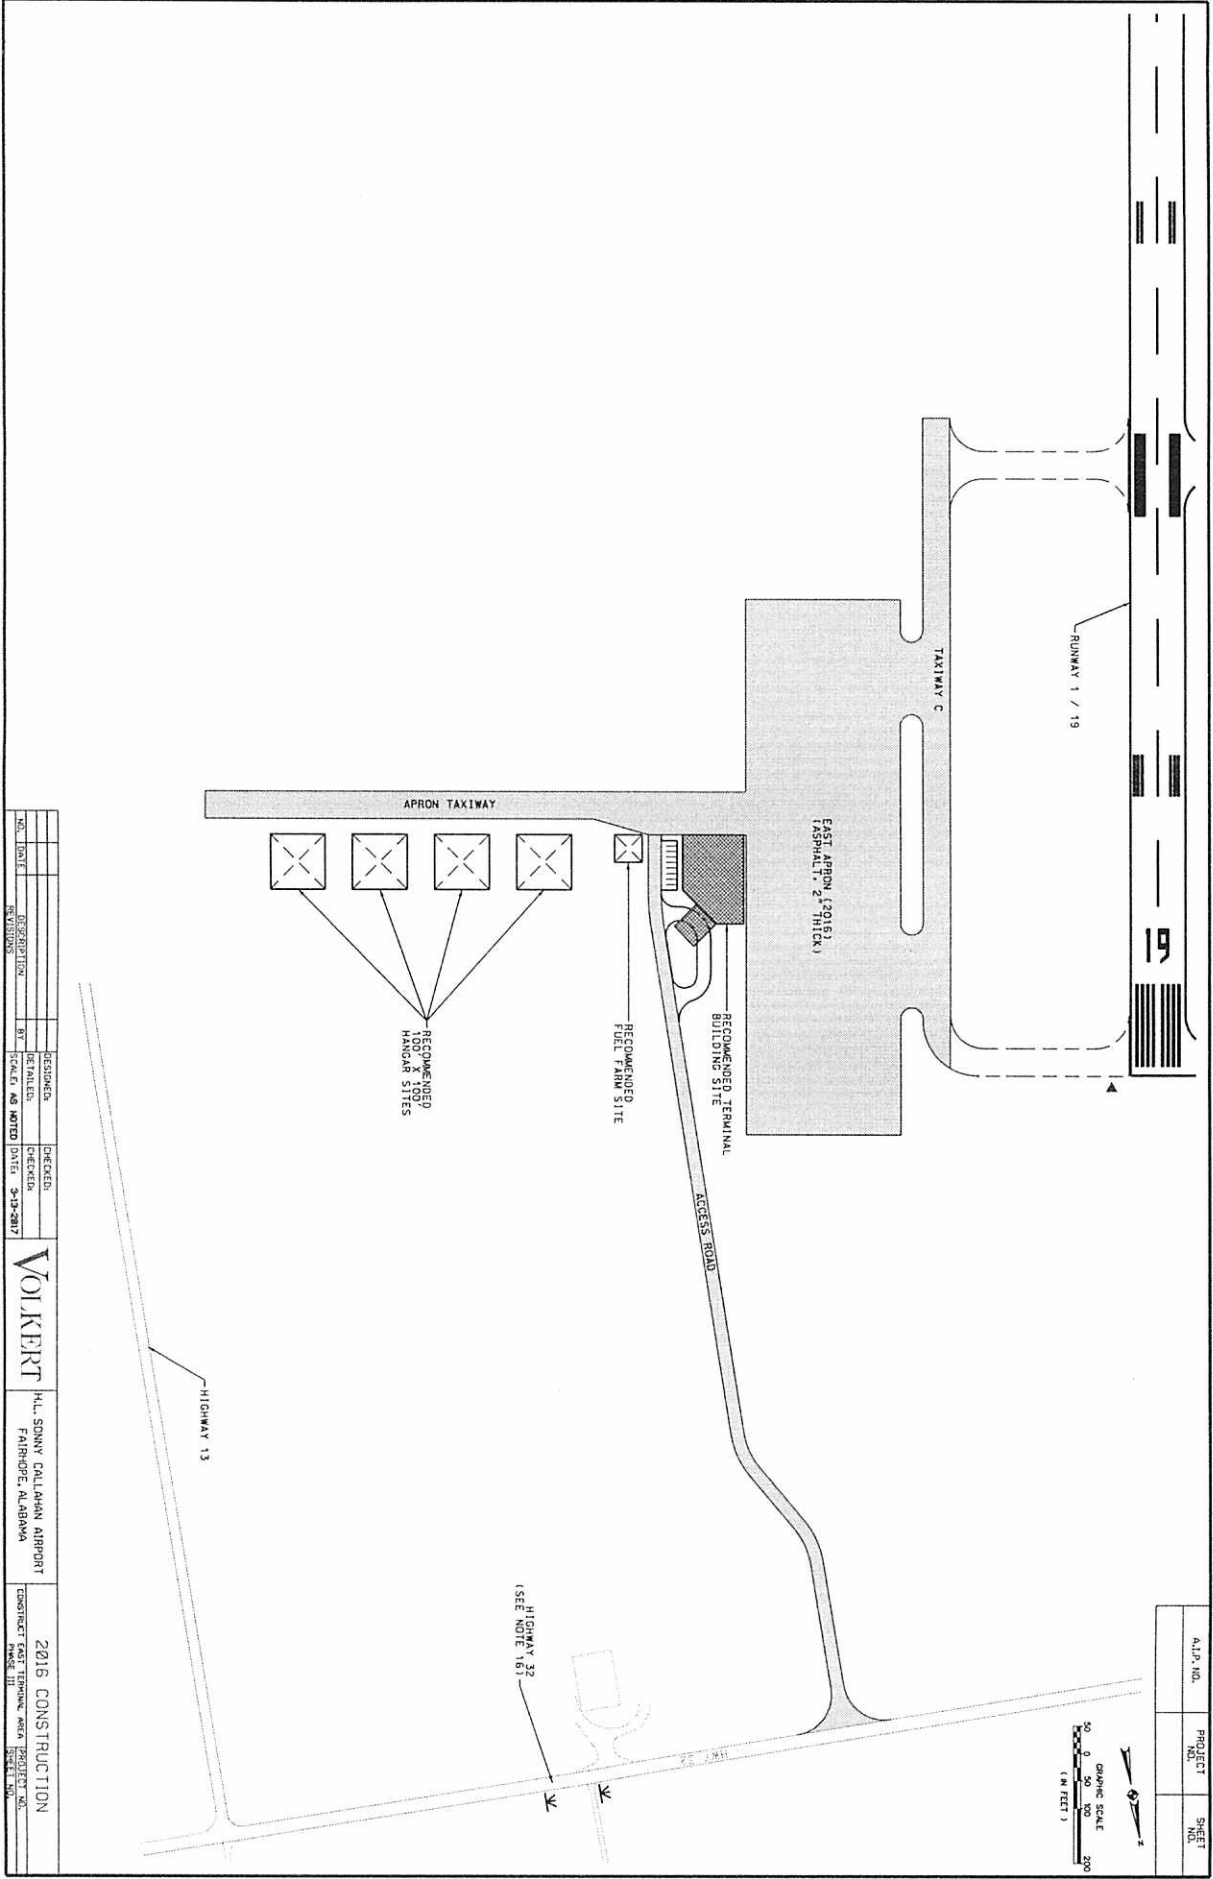 A.I.P. NO.
PROJECT
NO.
SHEET
NO.
N
GRAPHIC SCALE
50 0 50 100 200
( IN FEET )
RUNWAY 1 / 19
19
TAXIWAY C
EAST APRON (2016)
(ASPHALT, 2" THICK)
RECOMMENDED TERMINAL
BUILDING SITE
ACCESS ROAD
RECOMMENDED
FUEL FARM SITE
APRON TAXIWAY
RECOMMENDED
100' X 100'
HANGAR SITES
HIGHWAY 32
(SEE NOTE 16)
HWY 32
HIGHWAY 13
NO.
DATE
DESCRIPTION
BY
REVISIONS
DESIGNED:
CHECKED:
DETAILED:
CHECKED:
SCALE: AS NOTED
DATE: 3-13-2017
VOLKERT
H.L. SONNY CALLAHAN AIRPORT
FAIRHOPE, ALABAMA
2016 CONSTRUCTION
CONSTRUCT EAST TERMINAL AREA
PHASE III
PROJECT NO.
SHEET NO.